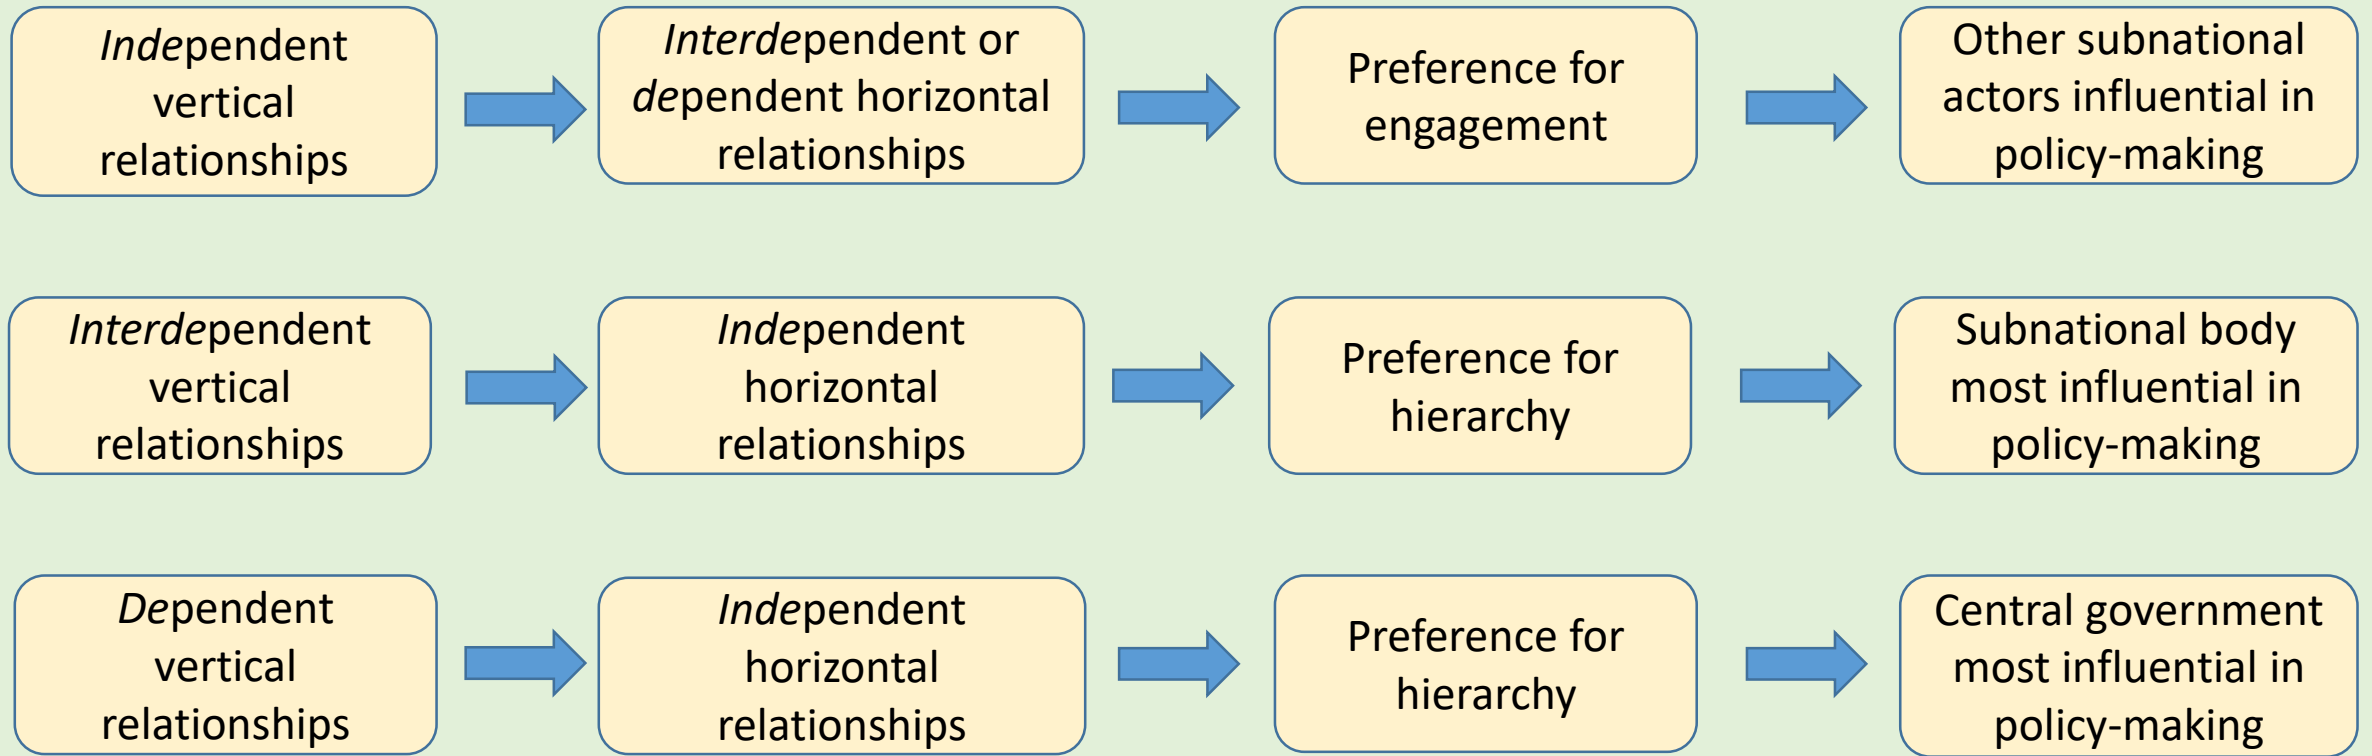 Independent
vertical
relationships
Interdependent or
dependent horizontal
relationships
Preference for
engagement
Other subnational
actors influential in
policy-making
Interdependent
vertical
relationships
Independent
horizontal
relationships
Preference for
hierarchy
Subnational body
most influential in
policy-making
Dependent
vertical
relationships
Independent
horizontal
relationships
Preference for
hierarchy
Central government
most influential in
policy-making